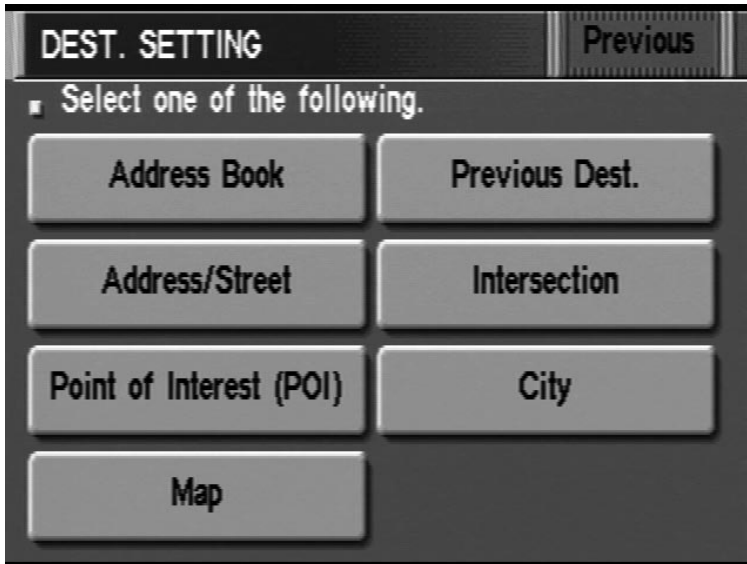 DEST. SETTING
Previous
Select one of the following.
Address Book
Previous Dest.
Address/Street
Intersection
Point of Interest (POI)
City
Map